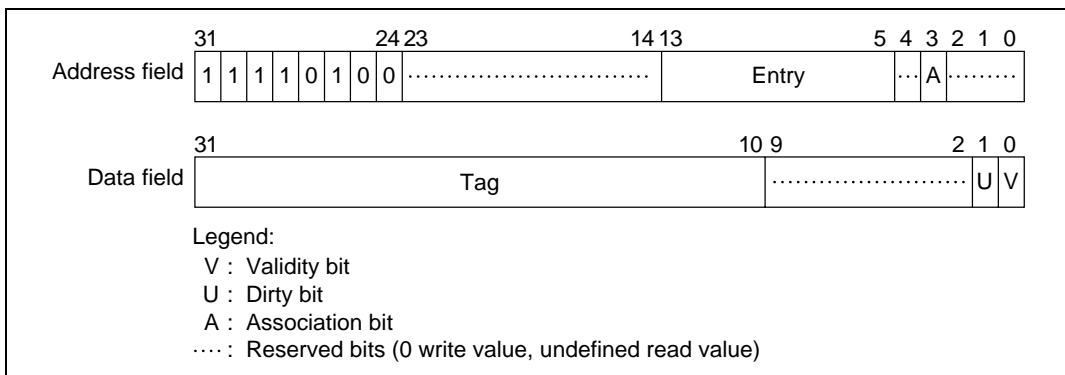 31 24 23 14 13 5 4 3 2 1 0
Address field 1 1 1 1 0 1 0 0 ............................... Entry ... A .........
31 10 9 2 1 0
Data field Tag ......................... U V
Legend:
V : Validity bit
U : Dirty bit
A : Association bit
···· : Reserved bits (0 write value, undefined read value)